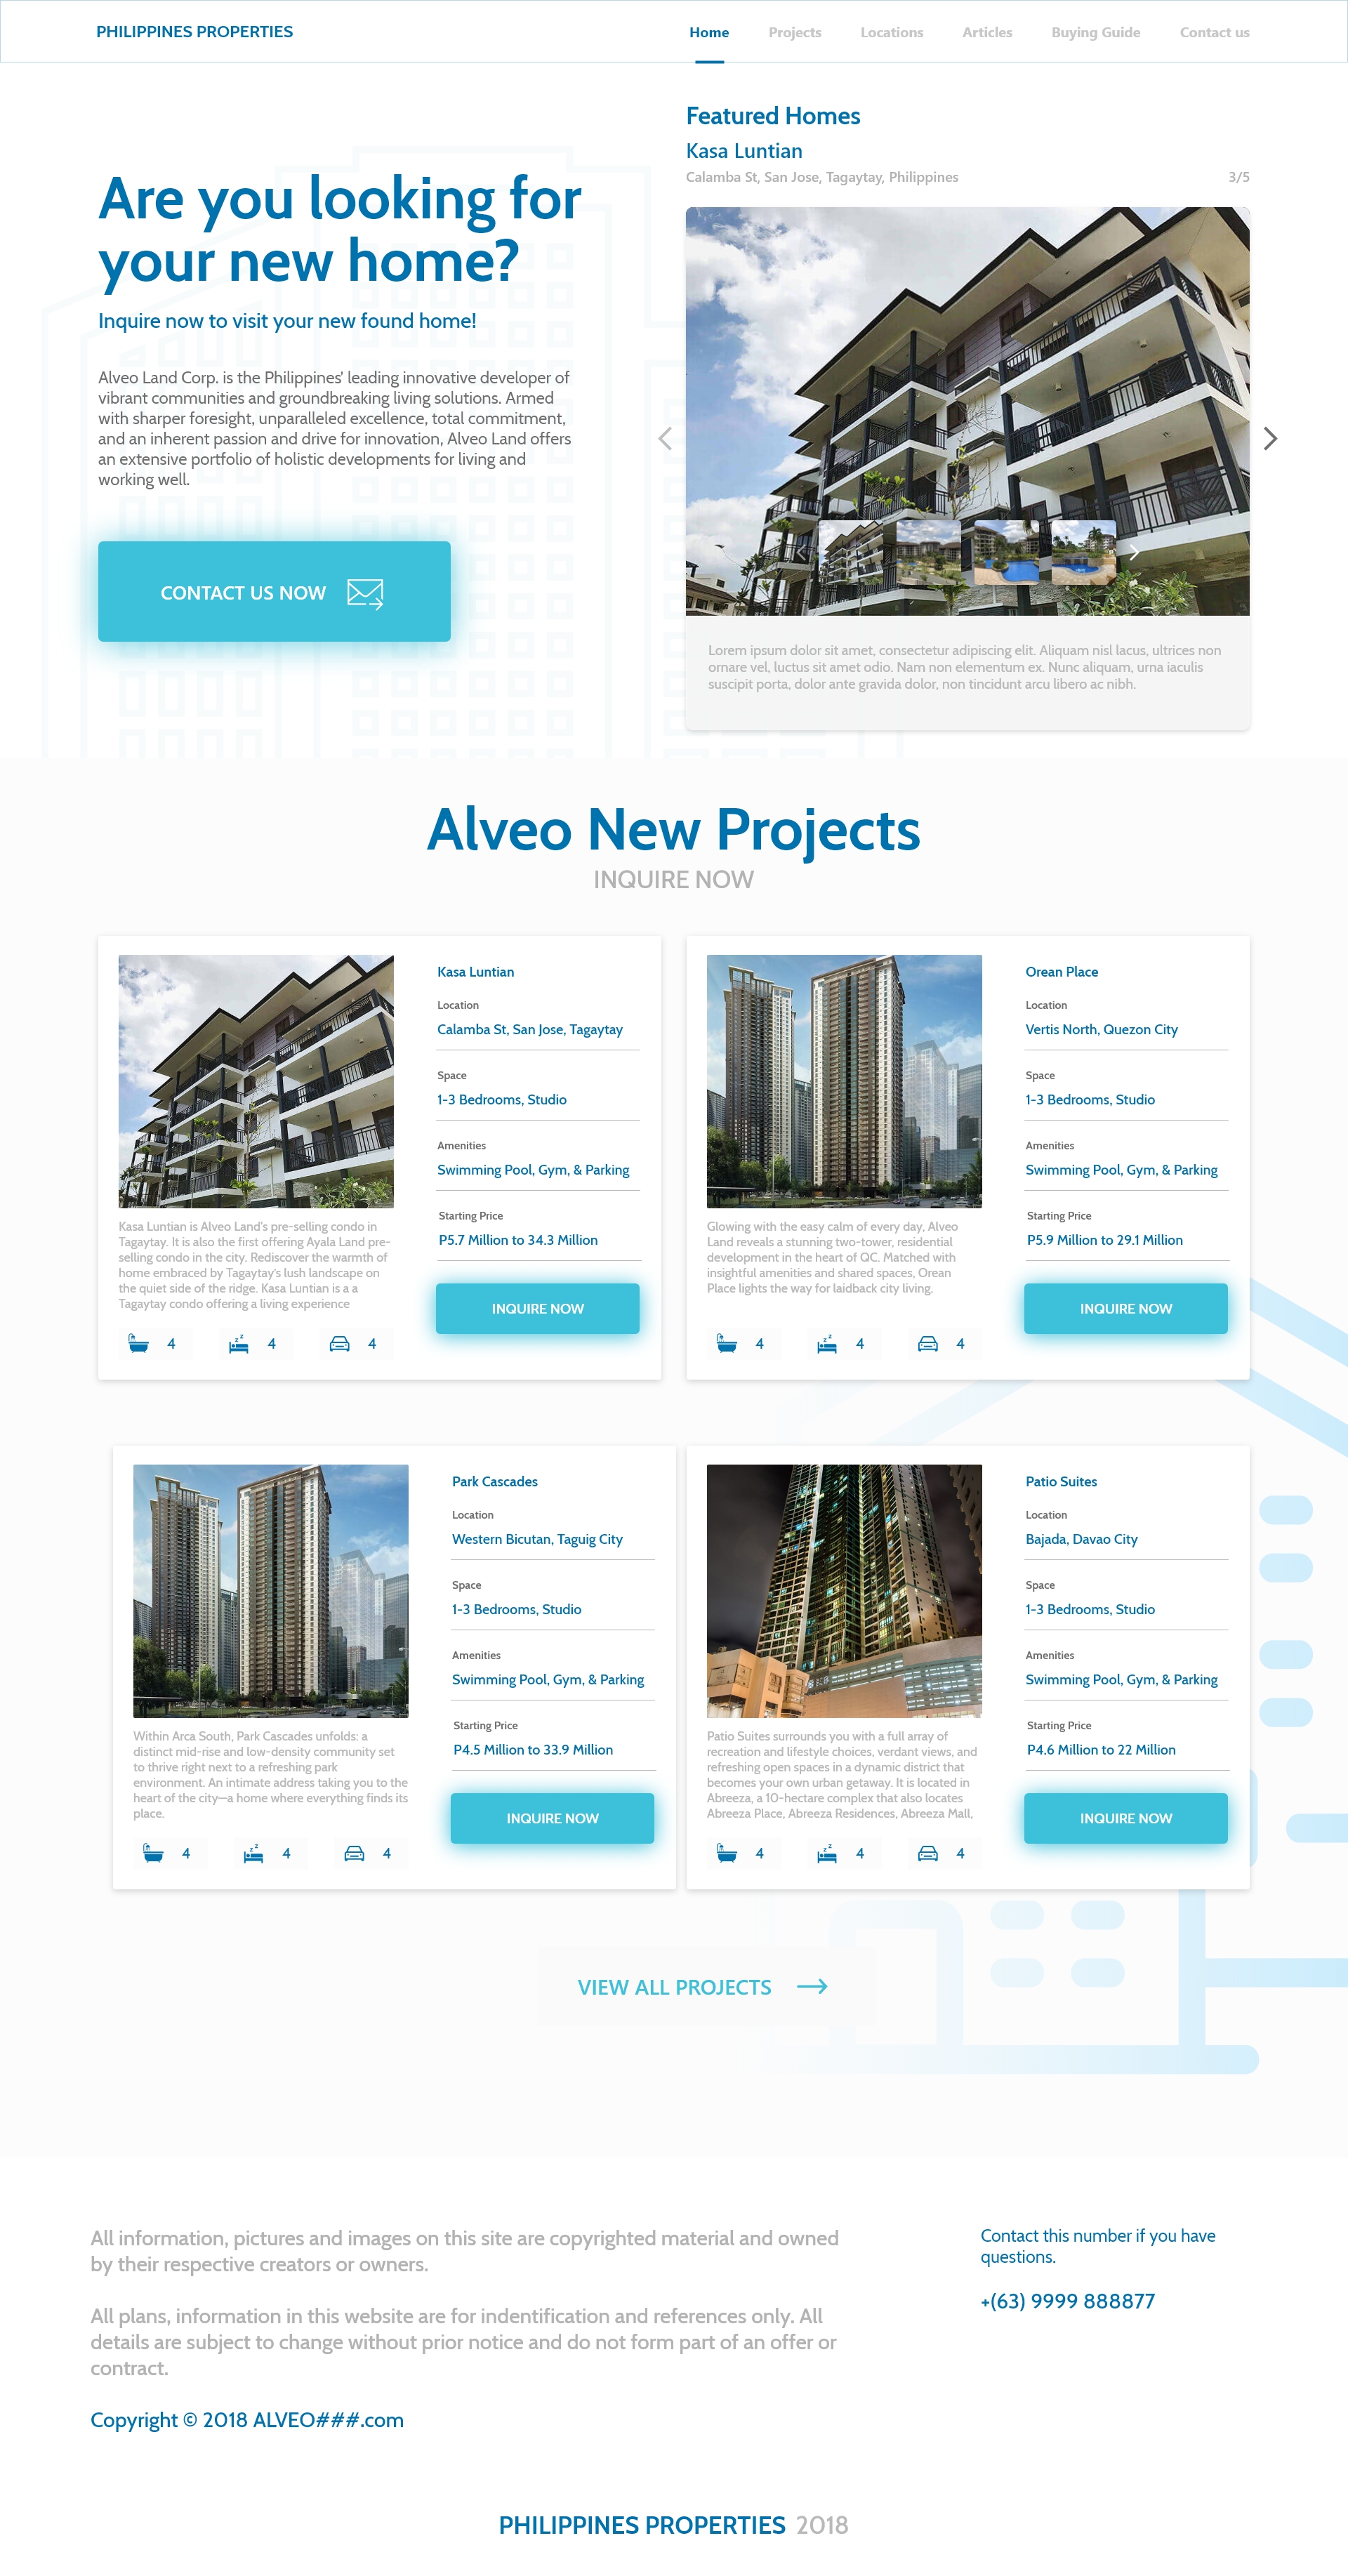 PHILIPPINES PROPERTIES
Home Projects Locations Articles Buying Guide Contact us
Are you looking for
your new home?
Inquire now to visit your new found home!
Alveo Land Corp. is the Philippines’ leading innovative developer of
vibrant communities and groundbreaking living solutions. Armed
with sharper foresight, unparalleled excellence, total commitment,
and an inherent passion and drive for innovation, Alveo Land offers
an extensive portfolio of holistic developments for living and
working well.
CONTACT US NOW
Featured Homes
Kasa Luntian
Calamba St, San Jose, Tagaytay, Philippines 3/5
Lorem ipsum dolor sit amet, consectetur adipiscing elit. Aliquam nisl lacus, ultrices non
ornare vel, luctus sit amet odio. Nam non elementum ex. Nunc aliquam, urna iaculis
suscipit porta, dolor ante gravida dolor, non tincidunt arcu libero ac nibh.
Alveo New Projects
INQUIRE NOW
Kasa Luntian
Location
Calamba St, San Jose, Tagaytay
Space
1-3 Bedrooms, Studio
Amenities
Swimming Pool, Gym, & Parking
Starting Price
P5.7 Million to 34.3 Million
INQUIRE NOW
Kasa Luntian is Alveo Land's pre-selling condo in
Tagaytay. It is also the first offering Ayala Land pre-
selling condo in the city. Rediscover the warmth of
home embraced by Tagaytay's lush landscape on
the quiet side of the ridge. Kasa Luntian is a a
Tagaytay condo offering a living experience
4 4 4
Orean Place
Location
Vertis North, Quezon City
Space
1-3 Bedrooms, Studio
Amenities
Swimming Pool, Gym, & Parking
Starting Price
P5.9 Million to 29.1 Million
INQUIRE NOW
Glowing with the easy calm of every day, Alveo
Land reveals a stunning two-tower, residential
development in the heart of QC. Matched with
insightful amenities and shared spaces, Orean
Place lights the way for laidback city living.
4 4 4
Park Cascades
Location
Western Bicutan, Taguig City
Space
1-3 Bedrooms, Studio
Amenities
Swimming Pool, Gym, & Parking
Starting Price
P4.5 Million to 33.9 Million
INQUIRE NOW
Within Arca South, Park Cascades unfolds: a
distinct mid-rise and low-density community set
to thrive right next to a refreshing park
environment. An intimate address taking you to the
heart of the city—a home where everything finds its
place.
4 4 4
Patio Suites
Location
Bajada, Davao City
Space
1-3 Bedrooms, Studio
Amenities
Swimming Pool, Gym, & Parking
Starting Price
P4.6 Million to 22 Million
INQUIRE NOW
Patio Suites surrounds you with a full array of
recreation and lifestyle choices, verdant views, and
refreshing open spaces in a dynamic district that
becomes your own urban getaway. It is located in
Abreeza, a 10-hectare complex that also locates
Abreeza Place, Abreeza Residences, Abreeza Mall,
4 4 4
VIEW ALL PROJECTS
All information, pictures and images on this site are copyrighted material and owned
by their respective creators or owners.
All plans, information in this website are for indentification and references only. All
details are subject to change without prior notice and do not form part of an offer or
contract.
Copyright © 2018 ALVEO###.com
Contact this number if you have
questions.
+(63) 9999 888877
PHILIPPINES PROPERTIES 2018